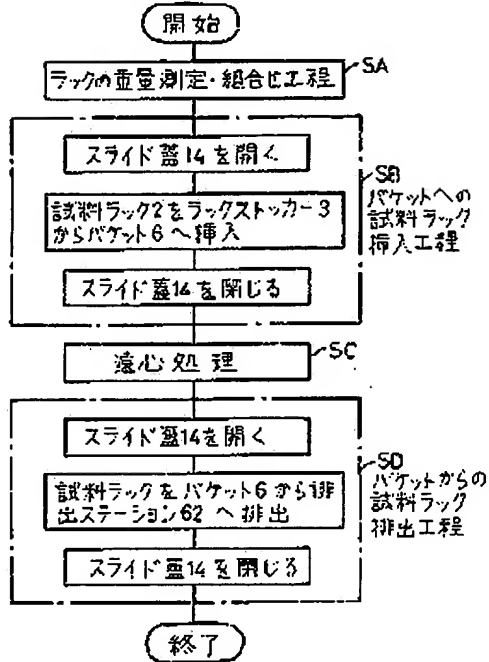 開始
ラックの重量測定・組合せ工程
SA
スライド蓋14を開く
試料ラック2をラックストッカー3
からバケット6へ挿入
スライド蓋14を閉じる
SB
バケットへの
試料ラック
挿入工程
遠心処理
SC
スライド蓋14を開く
試料ラックをバケット6から排
出ステーション62へ排出
スライド蓋14を閉じる
SD
バケットからの
試料ラック
排出工程
終了